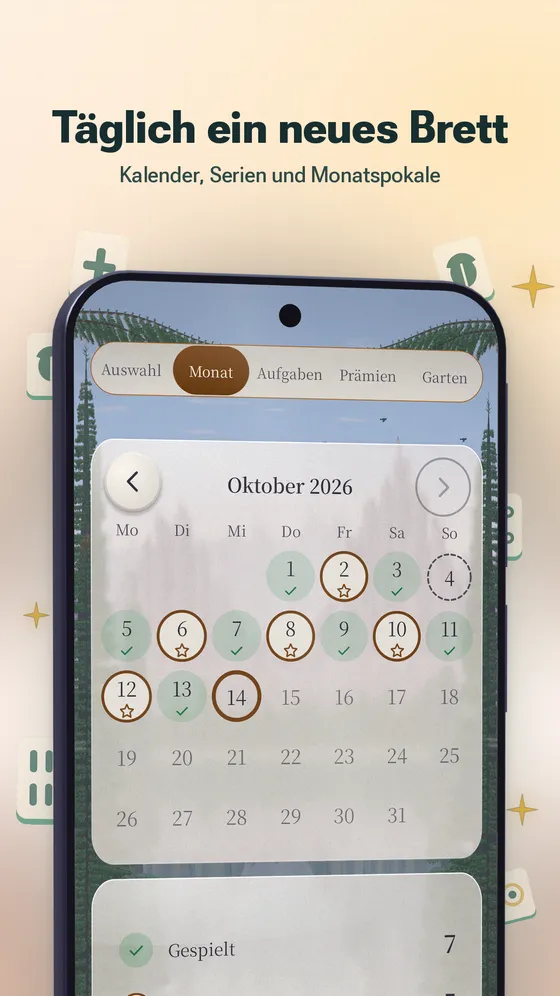 Täglich ein neues Brett
Kalender, Serien und Monatspokale
Auswahl Monat Aufgaben Prämien Garten
Oktober 2026
Mo Di Mi Do Fr Sa So
1 2 3 4
5 6 7 8 9 10 11
12 13 14 15 16 17 18
19 20 21 22 23 24 25
26 27 28 29 30 31
Gespielt 7